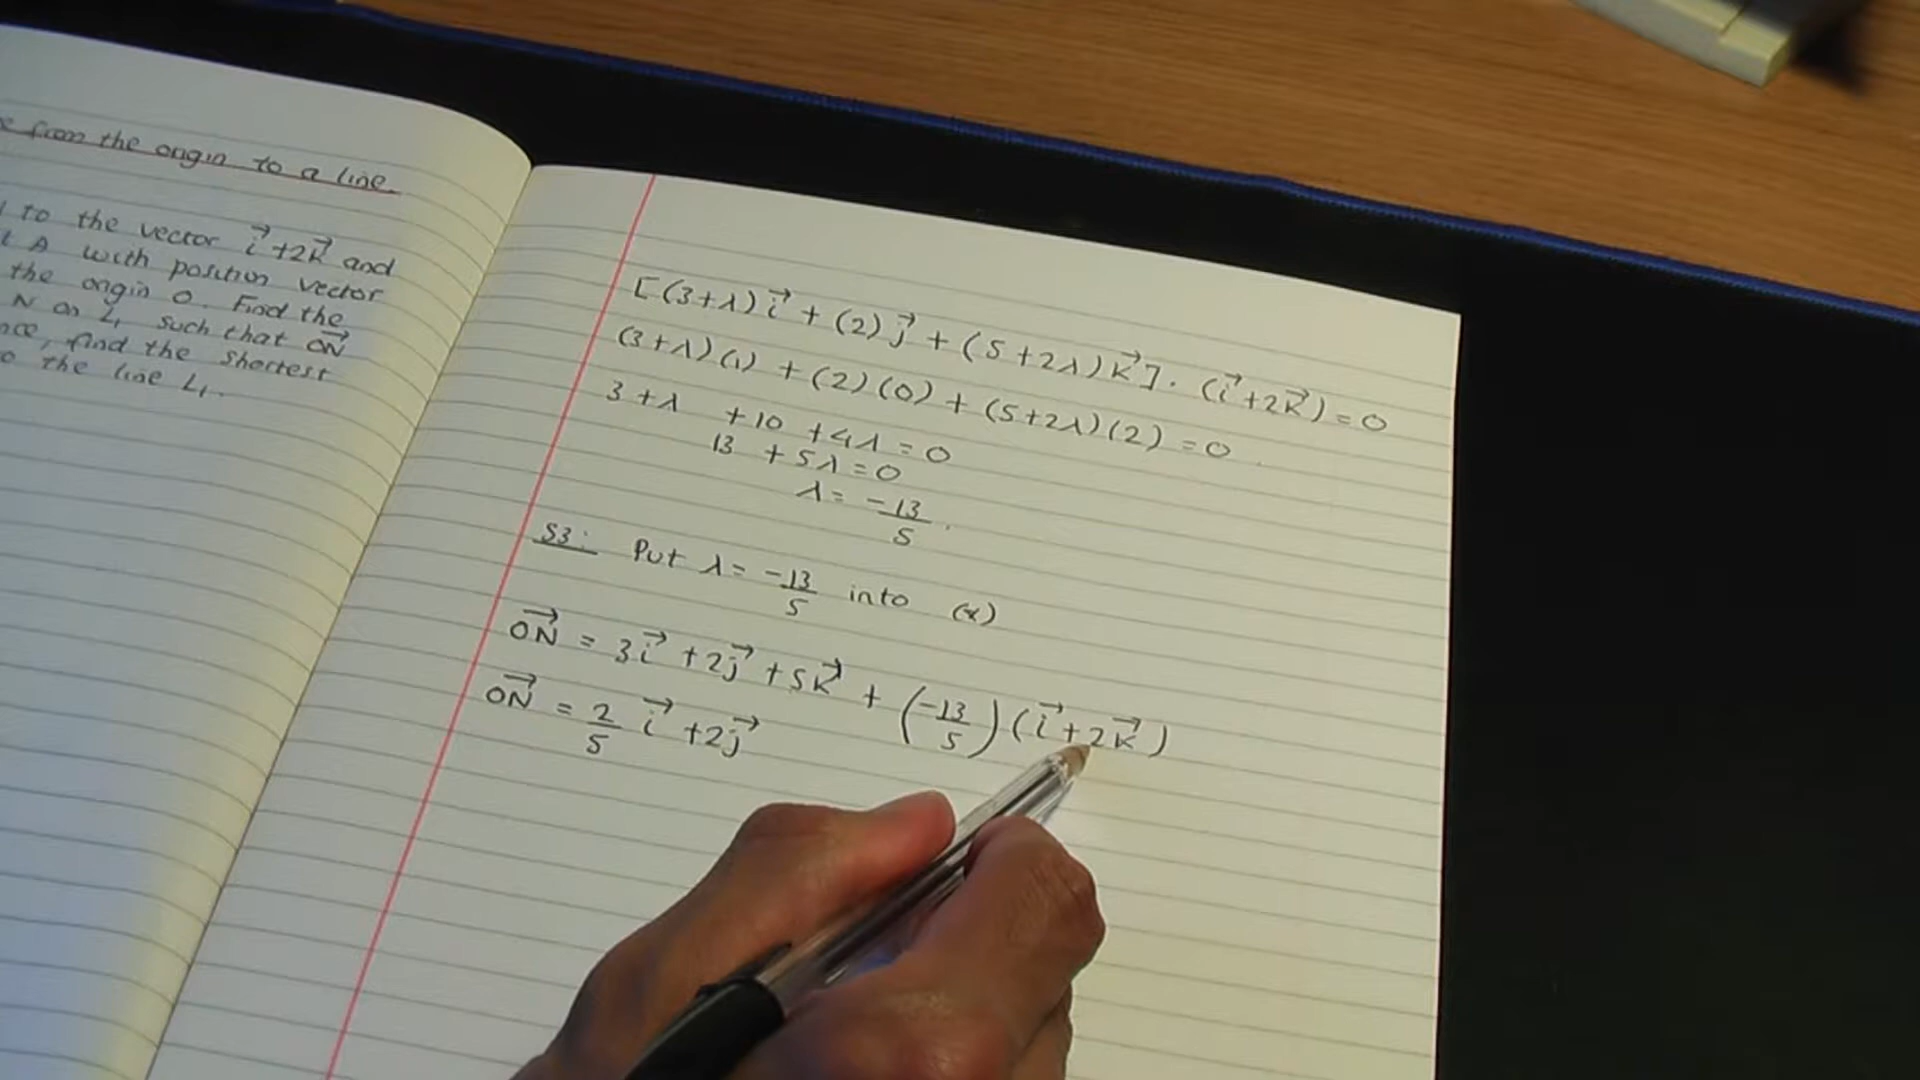 from the origin to a line.
to the vector i⃗ + 2k⃗ and
A with position vector
the origin O. Find the
N on L₁ such that ON⃗
find the shortest
the line L₁.
[(3+λ)i⃗ + (2)j⃗ + (5+2λ)k⃗] . (i⃗+2k⃗) = 0
(3+λ)(1) + (2)(0) + (5+2λ)(2) = 0
3+λ +10 +4λ = 0
13 + 5λ = 0
λ = -13/5.
S3: Put λ = -13/5 into (*)
ON⃗ = 3i⃗ + 2j⃗ + 5k⃗ + (-13/5)(i⃗+2k⃗)
ON⃗ = 2/5 i⃗ + 2j⃗